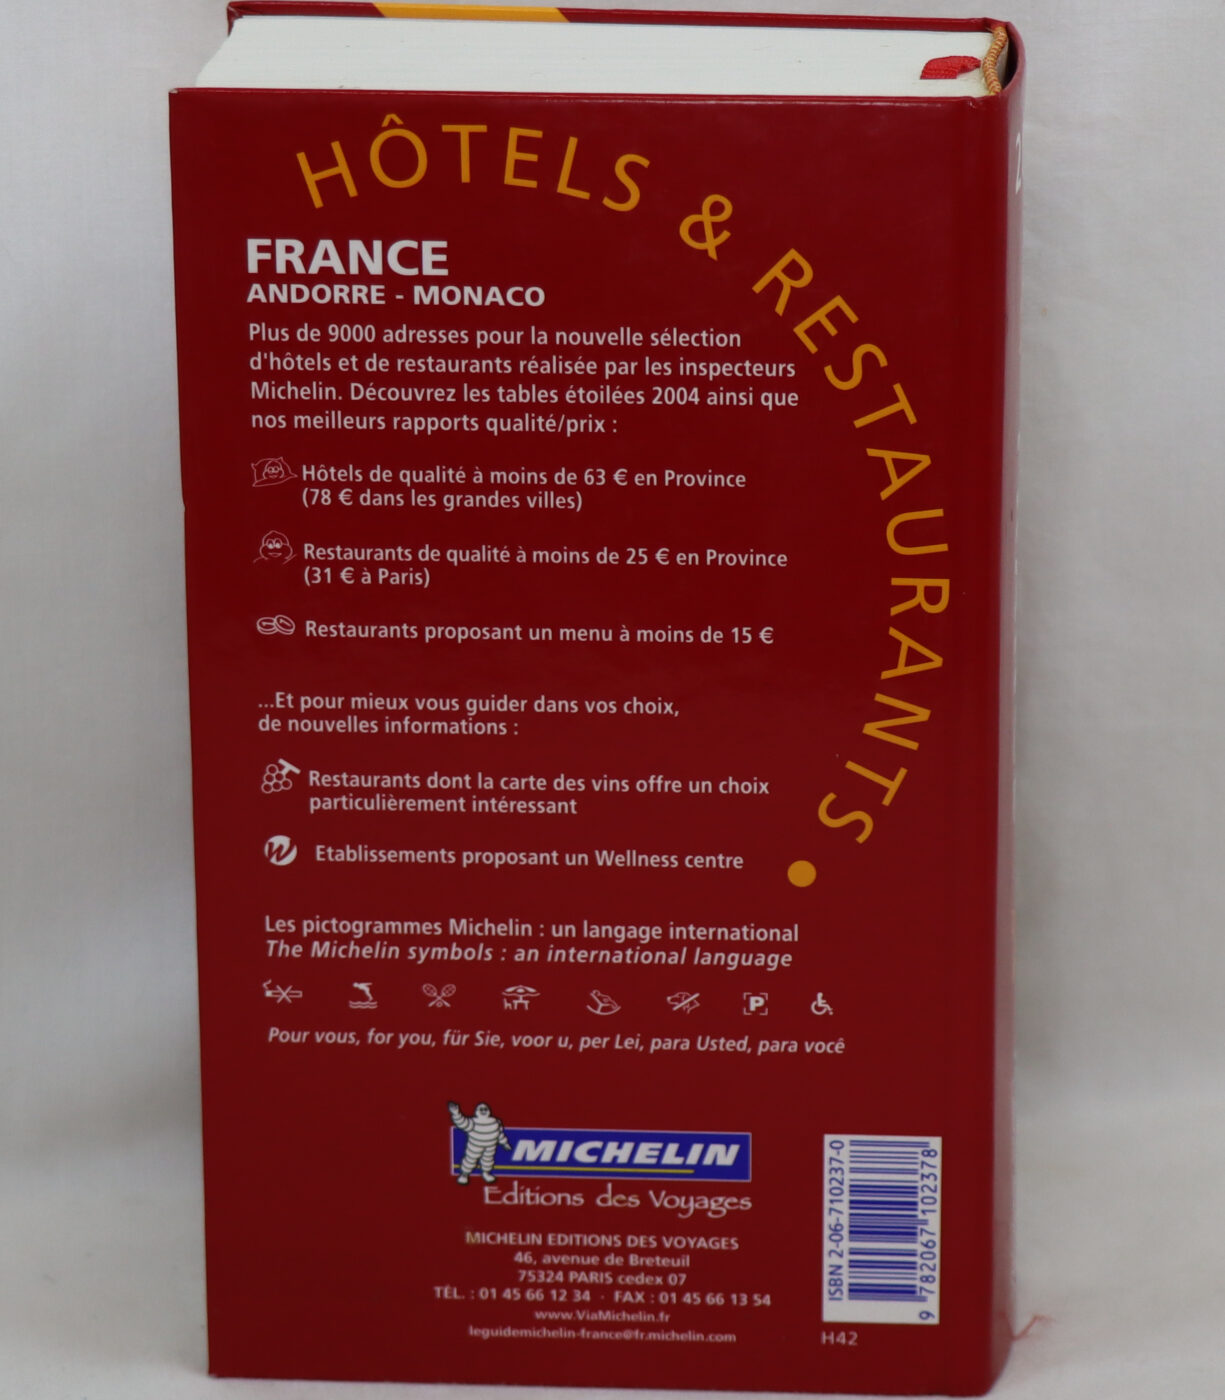 HÔTELS & RESTAURANTS
FRANCE
ANDORRE - MONACO
Plus de 9000 adresses pour la nouvelle sélection
d'hôtels et de restaurants réalisée par les inspecteurs
Michelin. Découvrez les tables étoilées 2004 ainsi que
nos meilleurs rapports qualité/prix :
Hôtels de qualité à moins de 63 € en Province
(78 € dans les grandes villes)
Restaurants de qualité à moins de 25 € en Province
(31 € à Paris)
Restaurants proposant un menu à moins de 15 €
...Et pour mieux vous guider dans vos choix,
de nouvelles informations :
Restaurants dont la carte des vins offre un choix
particulièrement intéressant
Etablissements proposant un Wellness centre
Les pictogrammes Michelin : un langage international
The Michelin symbols : an international language
P
Pour vous, for you, für Sie, voor u, per Lei, para Usted, para você
MICHELIN
Editions des Voyages
MICHELIN EDITIONS DES VOYAGES
46, avenue de Breteuil
75324 PARIS cedex 07
TÉL. : 01 45 66 12 34 · FAX : 01 45 66 13 54
www.ViaMichelin.fr
leguidemichelin-france@fr.michelin.com
ISBN 2-06-710237-0
9 782067 102378
H42
2